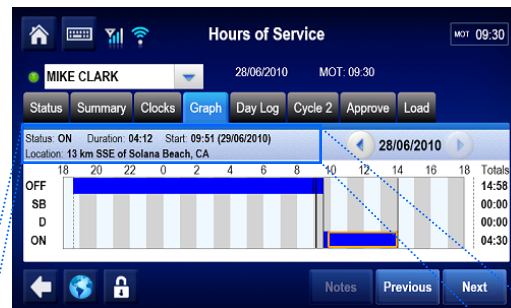 Hours of Service
MOT 09:30
MIKE CLARK
28/06/2010 MOT: 09:30
Status Summary Clocks Graph Day Log Cycle 2 Approve Load
Status: ON Duration: 04:12 Start: 09:51 (29/06/2010)
Location: 13 km SSE of Solana Beach, CA
28/06/2010
18 20 22 0 2 4 6 8 10 12 14 16 18 Totals
OFF 14:58
SB 00:00
D 00:00
ON 04:30
Notes Previous Next